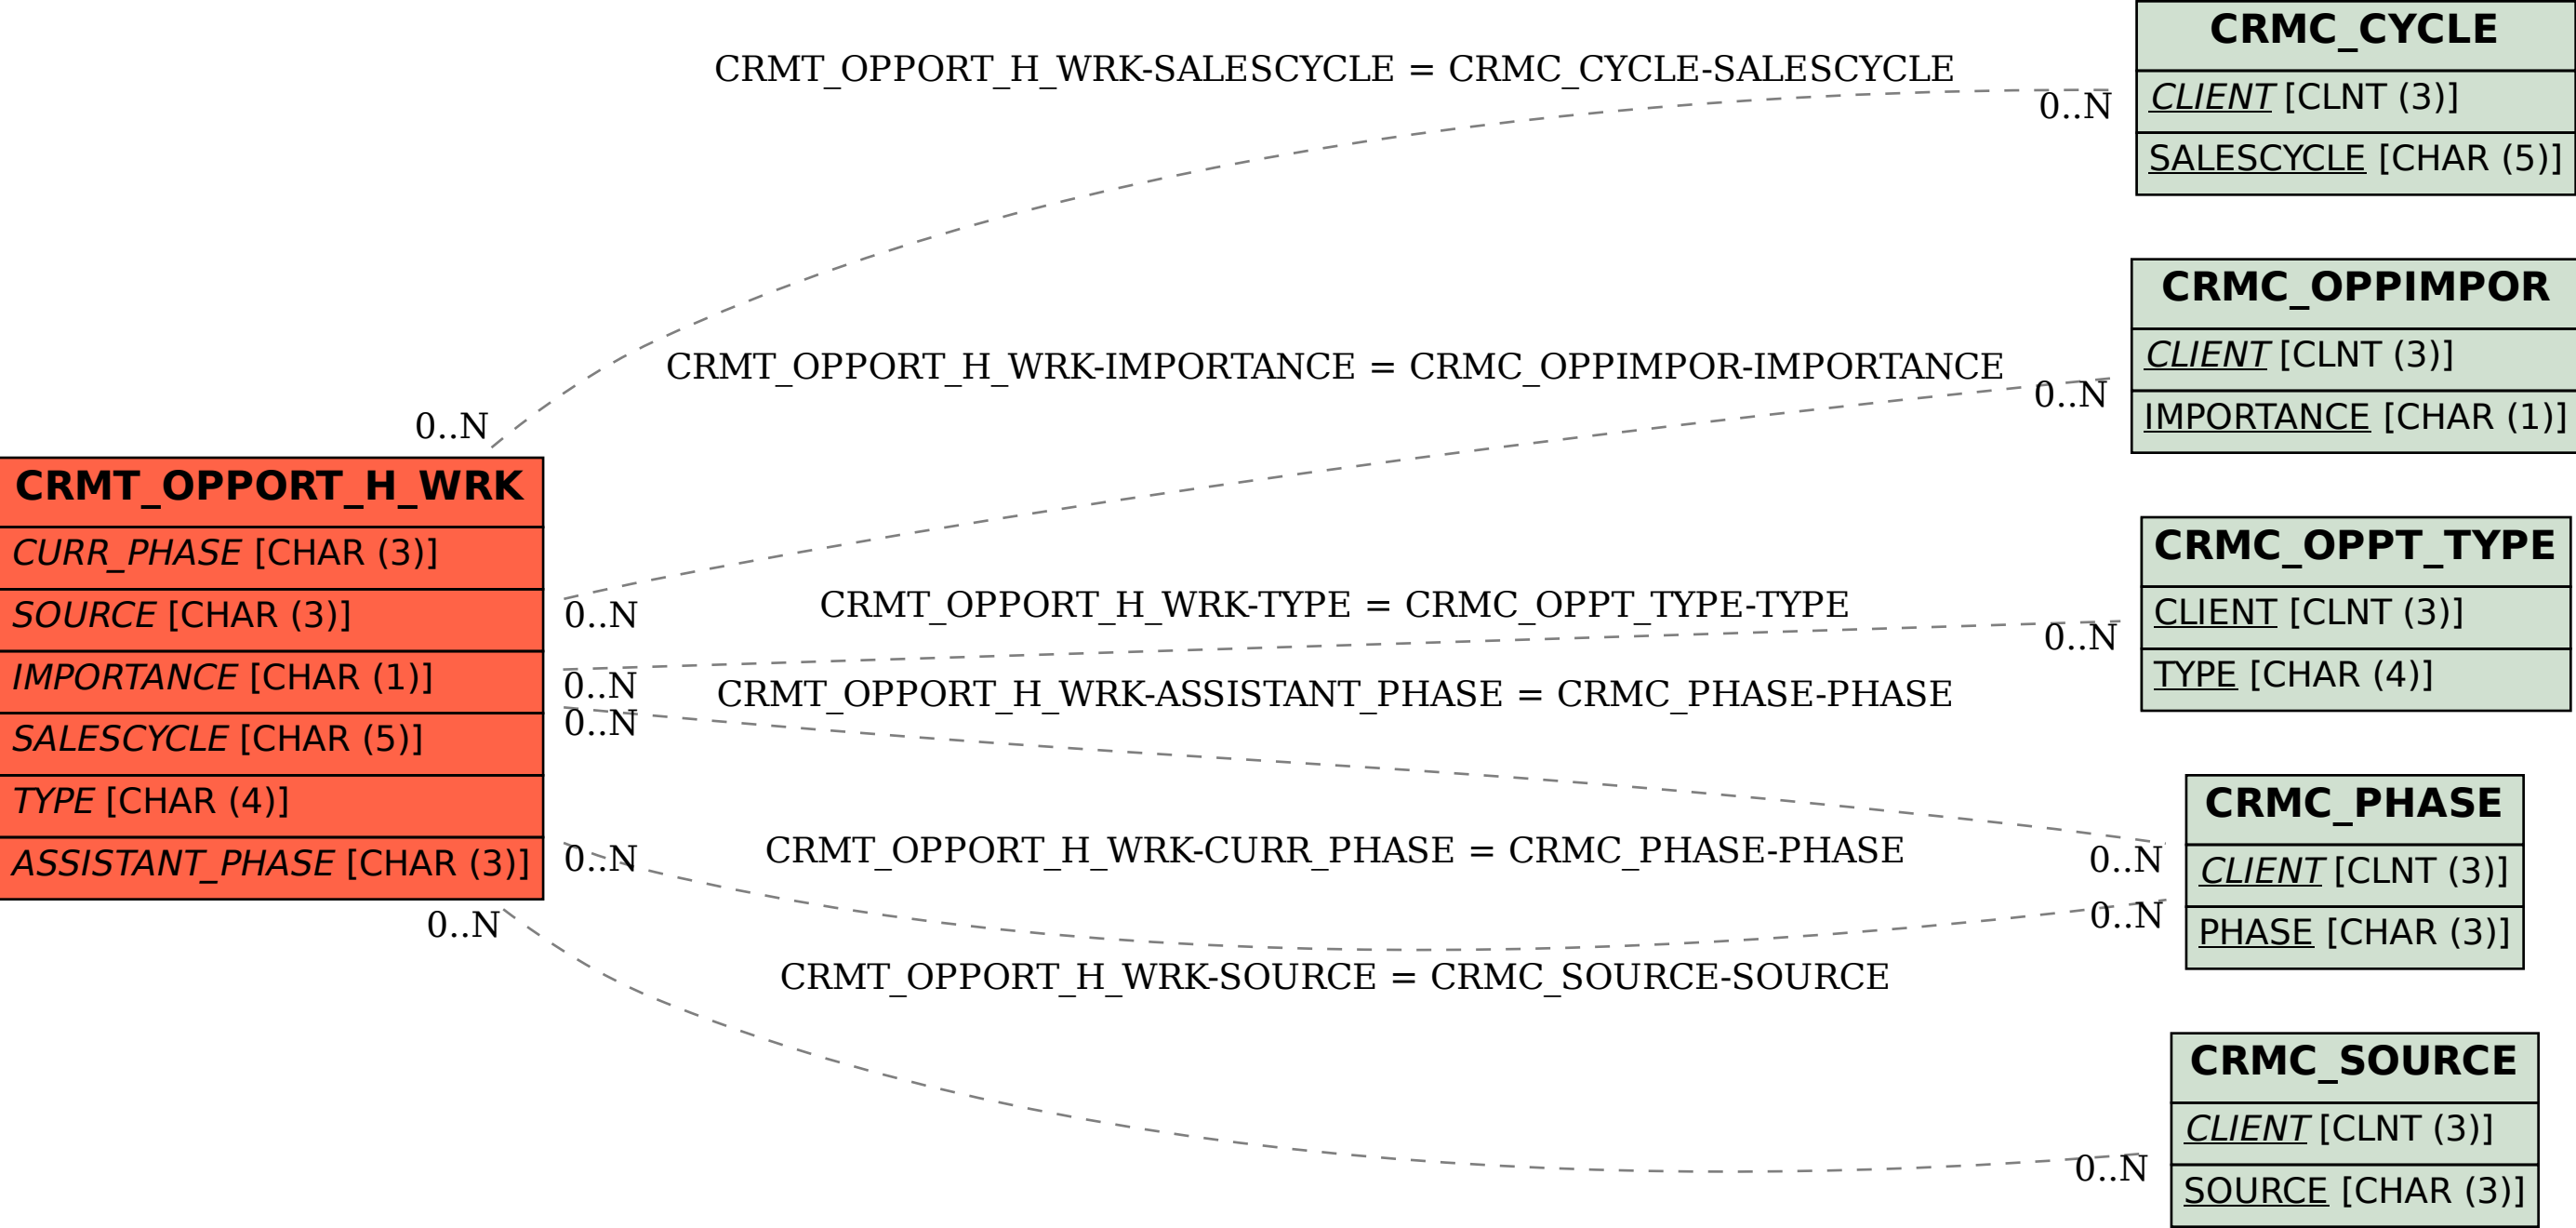 CRMC_CYCLE
CLIENT [CLNT (3)]
SALESCYCLE [CHAR (5)]
CRMT_OPPORT_H_WRK-SALESCYCLE = CRMC_CYCLE-SALESCYCLE
0..N
0..N
CRMC_OPPIMPOR
CLIENT [CLNT (3)]
IMPORTANCE [CHAR (1)]
CRMT_OPPORT_H_WRK-IMPORTANCE = CRMC_OPPIMPOR-IMPORTANCE
0..N
0..N
CRMT_OPPORT_H_WRK
CURR_PHASE [CHAR (3)]
SOURCE [CHAR (3)]
IMPORTANCE [CHAR (1)]
SALESCYCLE [CHAR (5)]
TYPE [CHAR (4)]
ASSISTANT_PHASE [CHAR (3)]
CRMC_OPPT_TYPE
CLIENT [CLNT (3)]
TYPE [CHAR (4)]
CRMT_OPPORT_H_WRK-TYPE = CRMC_OPPT_TYPE-TYPE
0..N
0..N
CRMT_OPPORT_H_WRK-ASSISTANT_PHASE = CRMC_PHASE-PHASE
0..N
0..N
CRMC_PHASE
CLIENT [CLNT (3)]
PHASE [CHAR (3)]
CRMT_OPPORT_H_WRK-CURR_PHASE = CRMC_PHASE-PHASE
0..N
0..N
CRMT_OPPORT_H_WRK-SOURCE = CRMC_SOURCE-SOURCE
0..N
0..N
CRMC_SOURCE
CLIENT [CLNT (3)]
SOURCE [CHAR (3)]